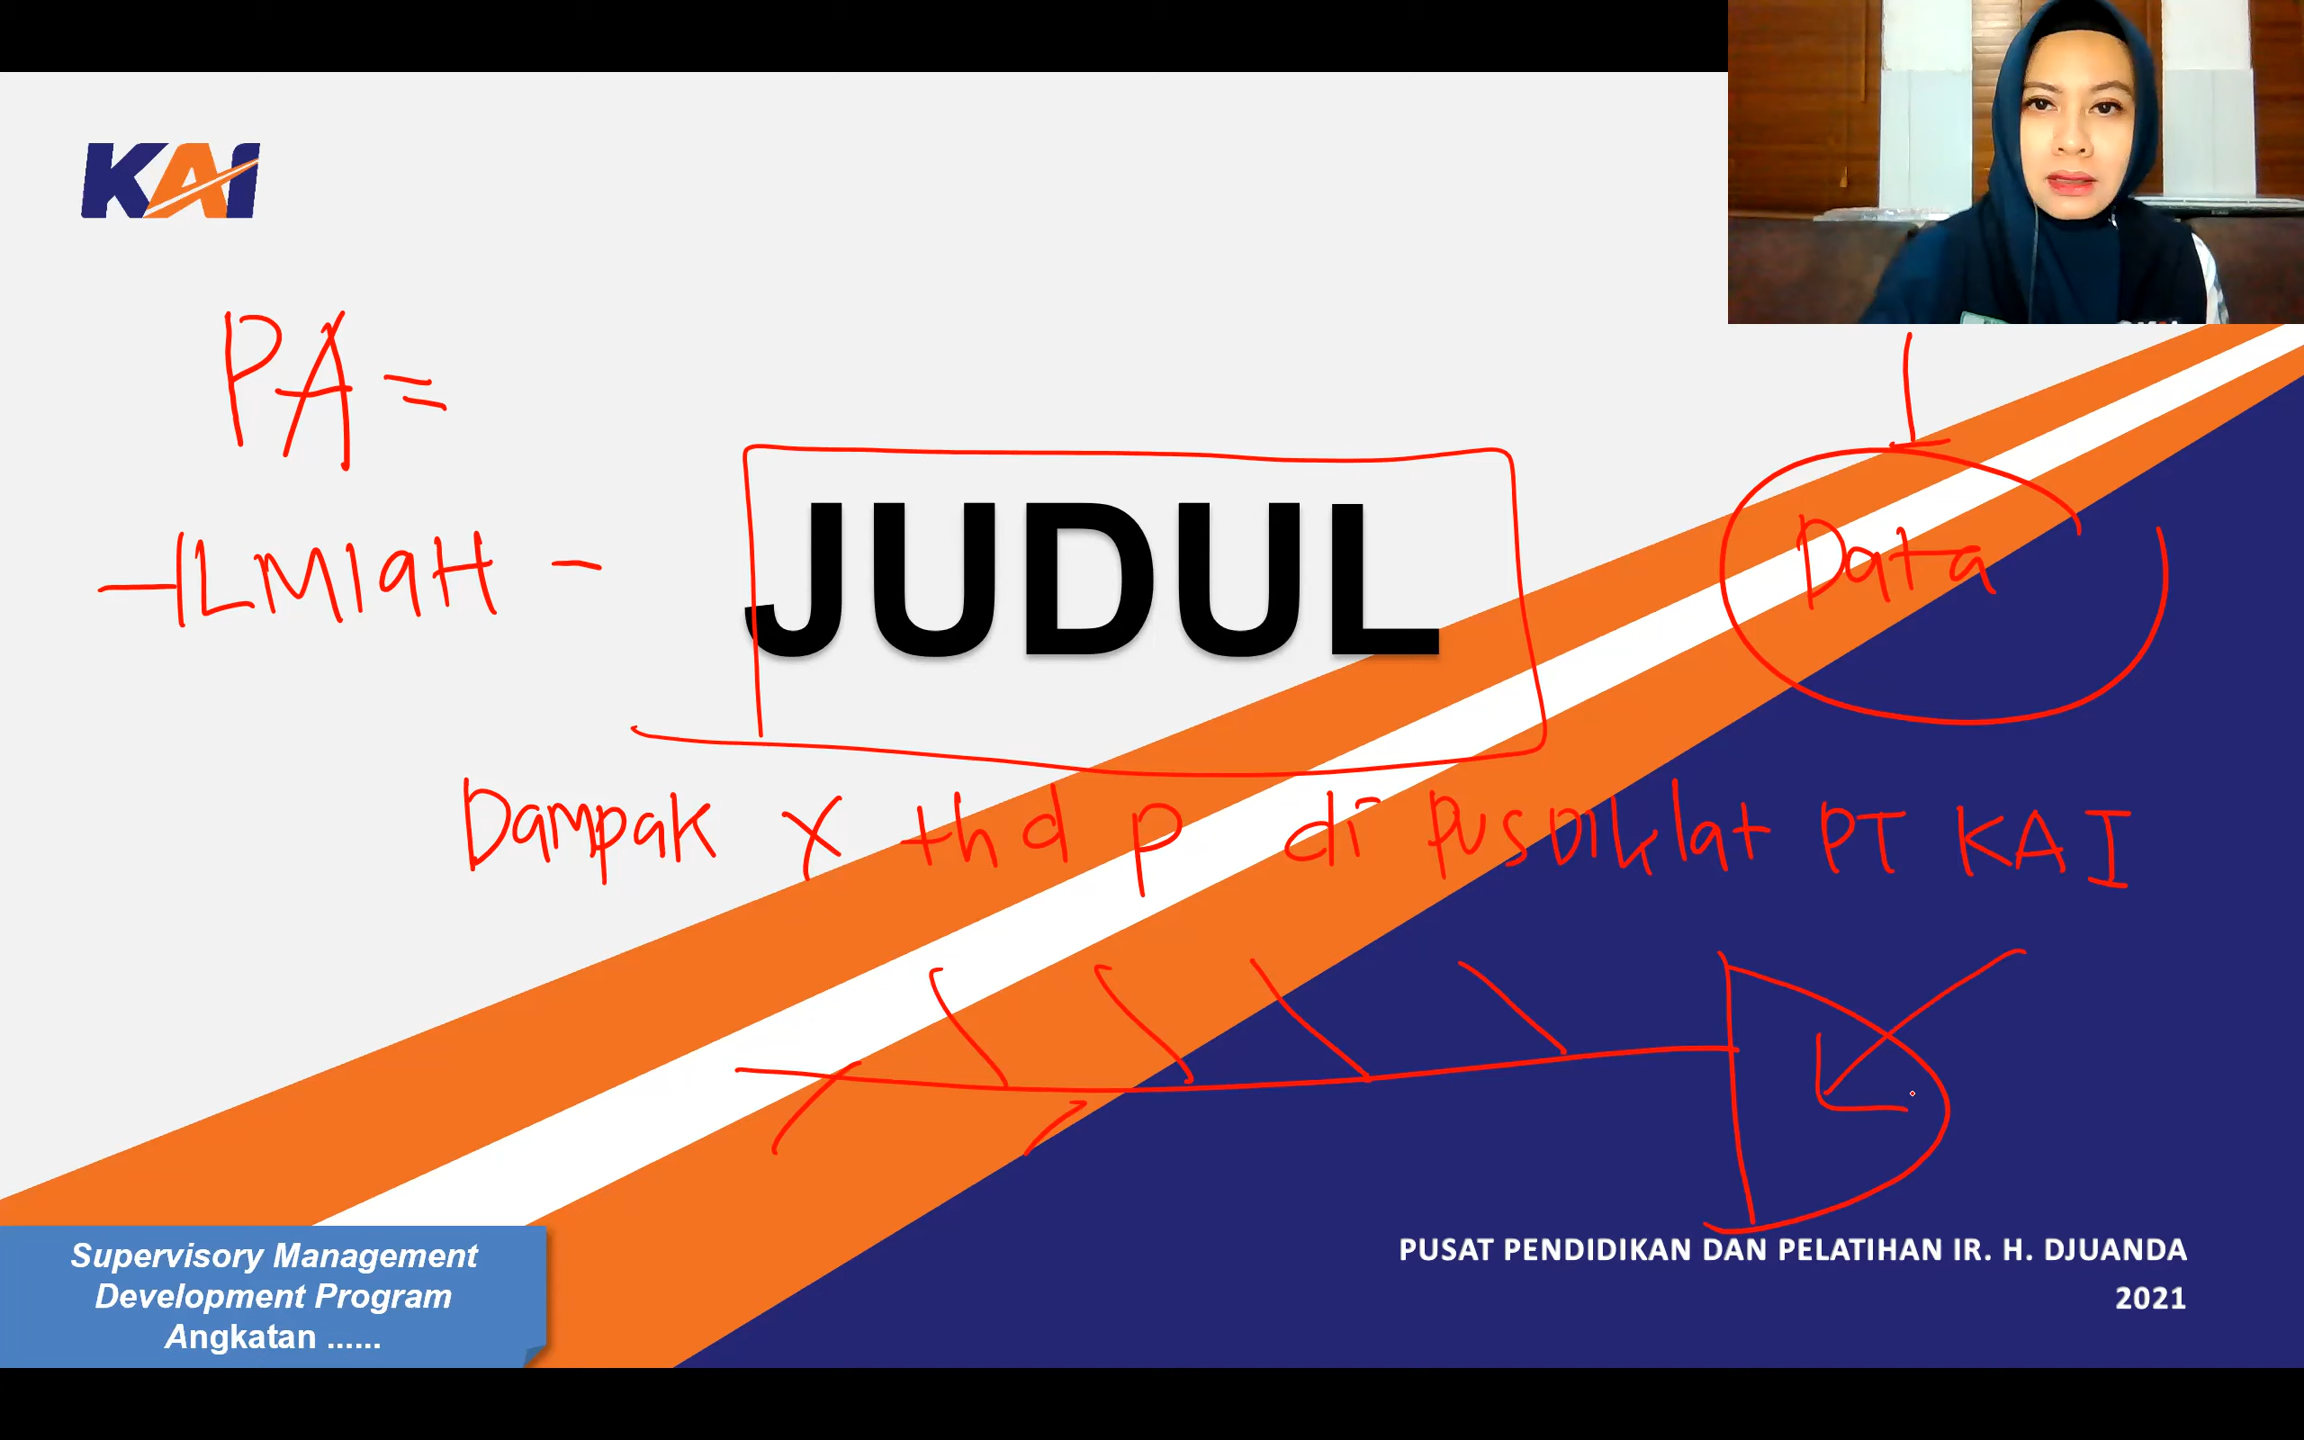 KAI
PA =
- ILMIaH -
JUDUL
Data
Dampak X thd P di PUSDIKlat PT KAI
Supervisory Management
Development Program
Angkatan ......
PUSAT PENDIDIKAN DAN PELATIHAN IR. H. DJUANDA
2021